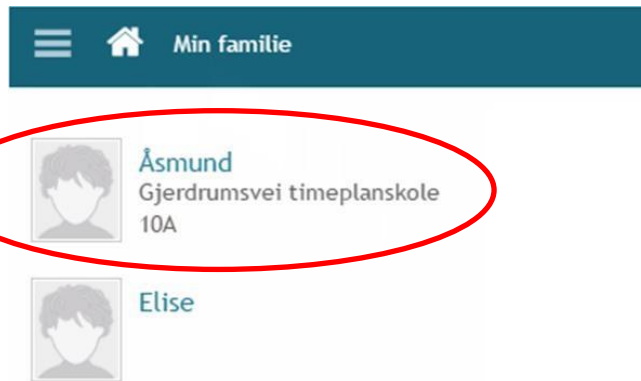 Min familie
Åsmund
Gjerdrumsvei timeplanskole
10A
Elise